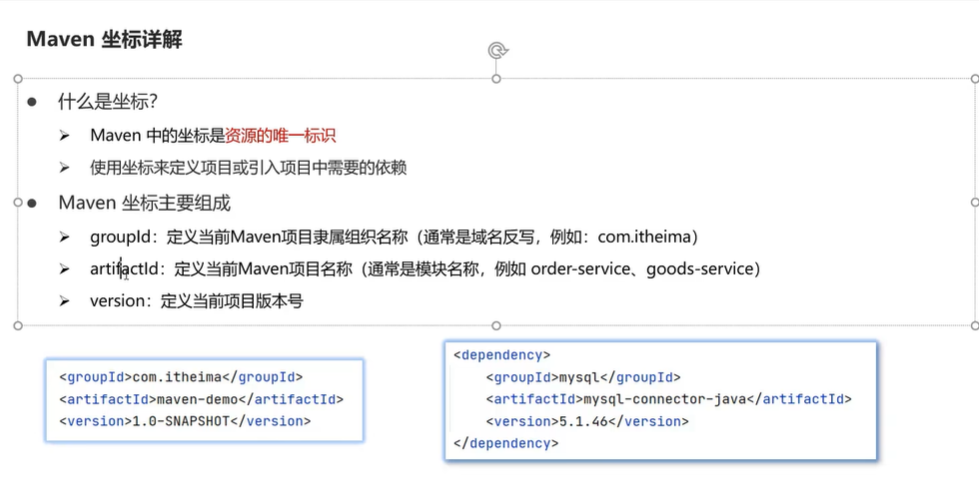 Maven 坐标详解
● 什么是坐标？
➤ Maven 中的坐标是资源的唯一标识
➤ 使用坐标来定义项目或引入项目中需要的依赖
● Maven 坐标主要组成
➤ groupId：定义当前Maven项目隶属组织名称（通常是域名反写，例如：com.itheima）
➤ artifactId：定义当前Maven项目名称（通常是模块名称，例如 order-service、goods-service）
➤ version：定义当前项目版本号
<groupId>com.itheima</groupId>
<artifactId>maven-demo</artifactId>
<version>1.0-SNAPSHOT</version>
<dependency>
<groupId>mysql</groupId>
<artifactId>mysql-connector-java</artifactId>
<version>5.1.46</version>
</dependency>